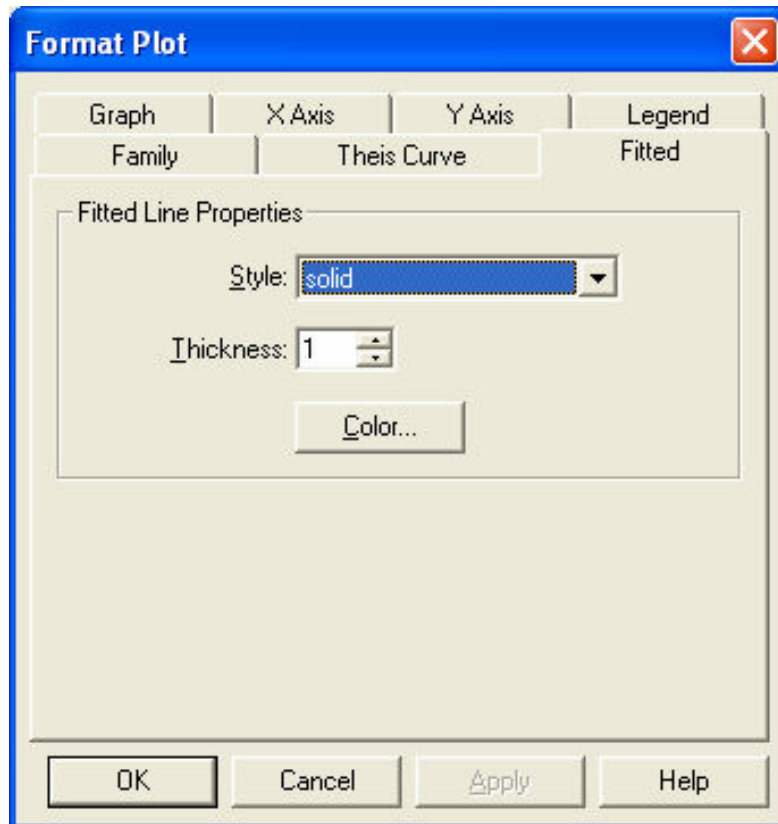 Format Plot
Graph X Axis Y Axis Legend
Family Theis Curve Fitted
Fitted Line Properties
Style: solid
Thickness: 1
Color...
OK Cancel Apply Help